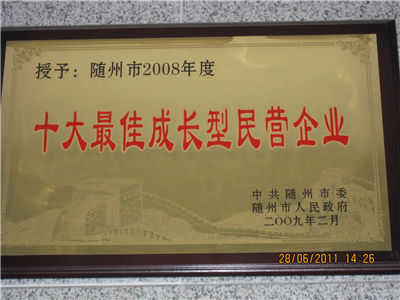 授予：随州市2008年度
十大最佳成长型民营企业
中共随州市委
随州市人民政府
二〇〇九年二月
28/06/2011 14:26